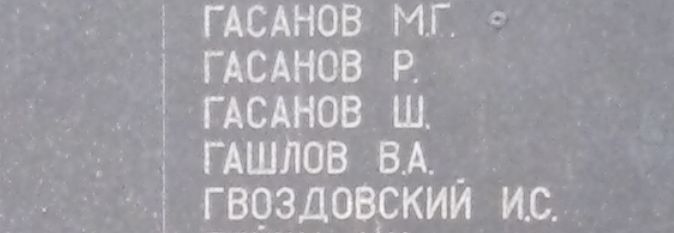 ГАСАНОВ М.Г.
ГАСАНОВ Р.
ГАСАНОВ Ш.
ГАШЛОВ В.А.
ГВОЗДОВСКИЙ И.С.